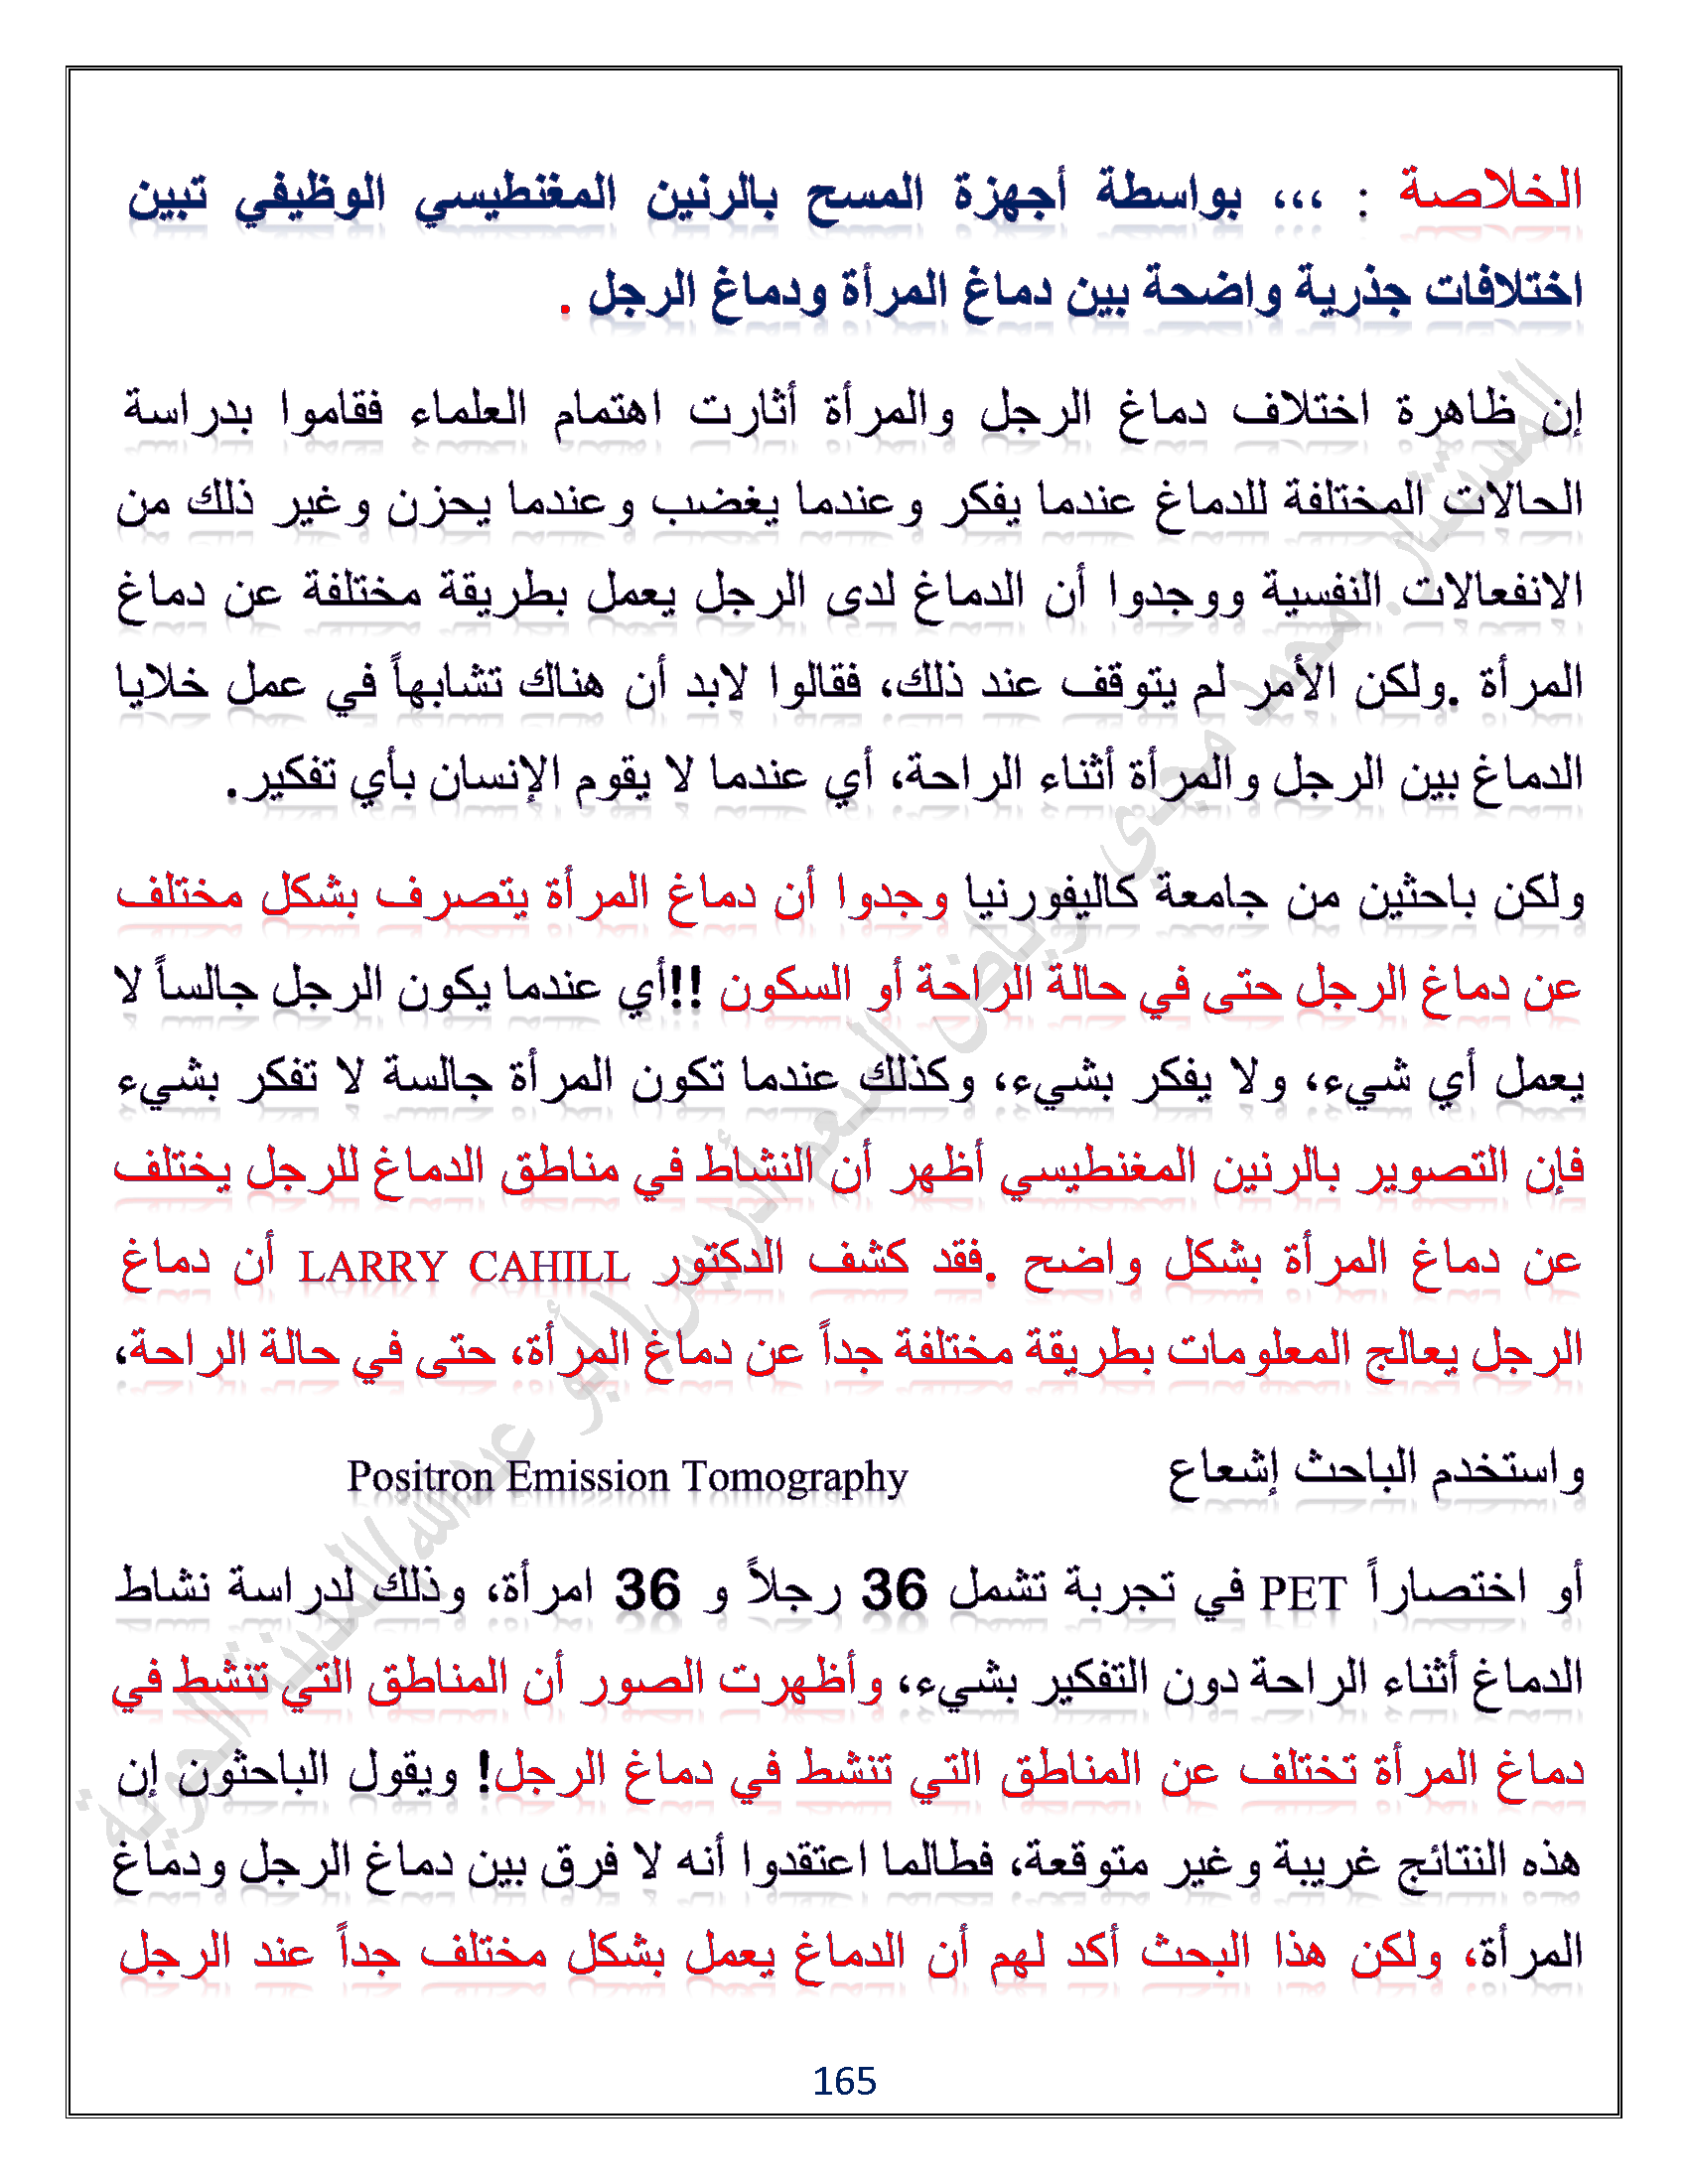 الخلاصة : ،،، بواسطة أجهزة المسح بالرنين المغنطيسي الوظيفي تبين
اختلافات جذرية واضحة بين دماغ المرأة ودماغ الرجل .
إن ظاهرة اختلاف دماغ الرجل والمرأة أثارت اهتمام العلماء فقاموا بدراسة
الحالات المختلفة للدماغ عندما يفكر وعندما يغضب وعندما يحزن وغير ذلك من
الانفعالات النفسية ووجدوا أن الدماغ لدى الرجل يعمل بطريقة مختلفة عن دماغ
المرأة .ولكن الأمر لم يتوقف عند ذلك، فقالوا لابد أن هناك تشابهاً في عمل خلايا
الدماغ بين الرجل والمرأة أثناء الراحة، أي عندما لا يقوم الإنسان بأي تفكير.
ولكن باحثين من جامعة كاليفورنيا وجدوا أن دماغ المرأة يتصرف بشكل مختلف
عن دماغ الرجل حتى في حالة الراحة أو السكون !!أي عندما يكون الرجل جالساً لا
يعمل أي شيء، ولا يفكر بشيء، وكذلك عندما تكون المرأة جالسة لا تفكر بشيء
فإن التصوير بالرنين المغنطيسي أظهر أن النشاط في مناطق الدماغ للرجل يختلف
عن دماغ المرأة بشكل واضح .فقد كشف الدكتور LARRY CAHILL أن دماغ
الرجل يعالج المعلومات بطريقة مختلفة جداً عن دماغ المرأة، حتى في حالة الراحة،
واستخدم الباحث إشعاع Positron Emission Tomography
أو اختصاراً PET في تجربة تشمل 36 رجلاً و 36 امرأة، وذلك لدراسة نشاط
الدماغ أثناء الراحة دون التفكير بشيء، وأظهرت الصور أن المناطق التي تنشط في
دماغ المرأة تختلف عن المناطق التي تنشط في دماغ الرجل! ويقول الباحثون إن
هذه النتائج غريبة وغير متوقعة، فطالما اعتقدوا أنه لا فرق بين دماغ الرجل ودماغ
المرأة، ولكن هذا البحث أكد لهم أن الدماغ يعمل بشكل مختلف جداً عند الرجل
165